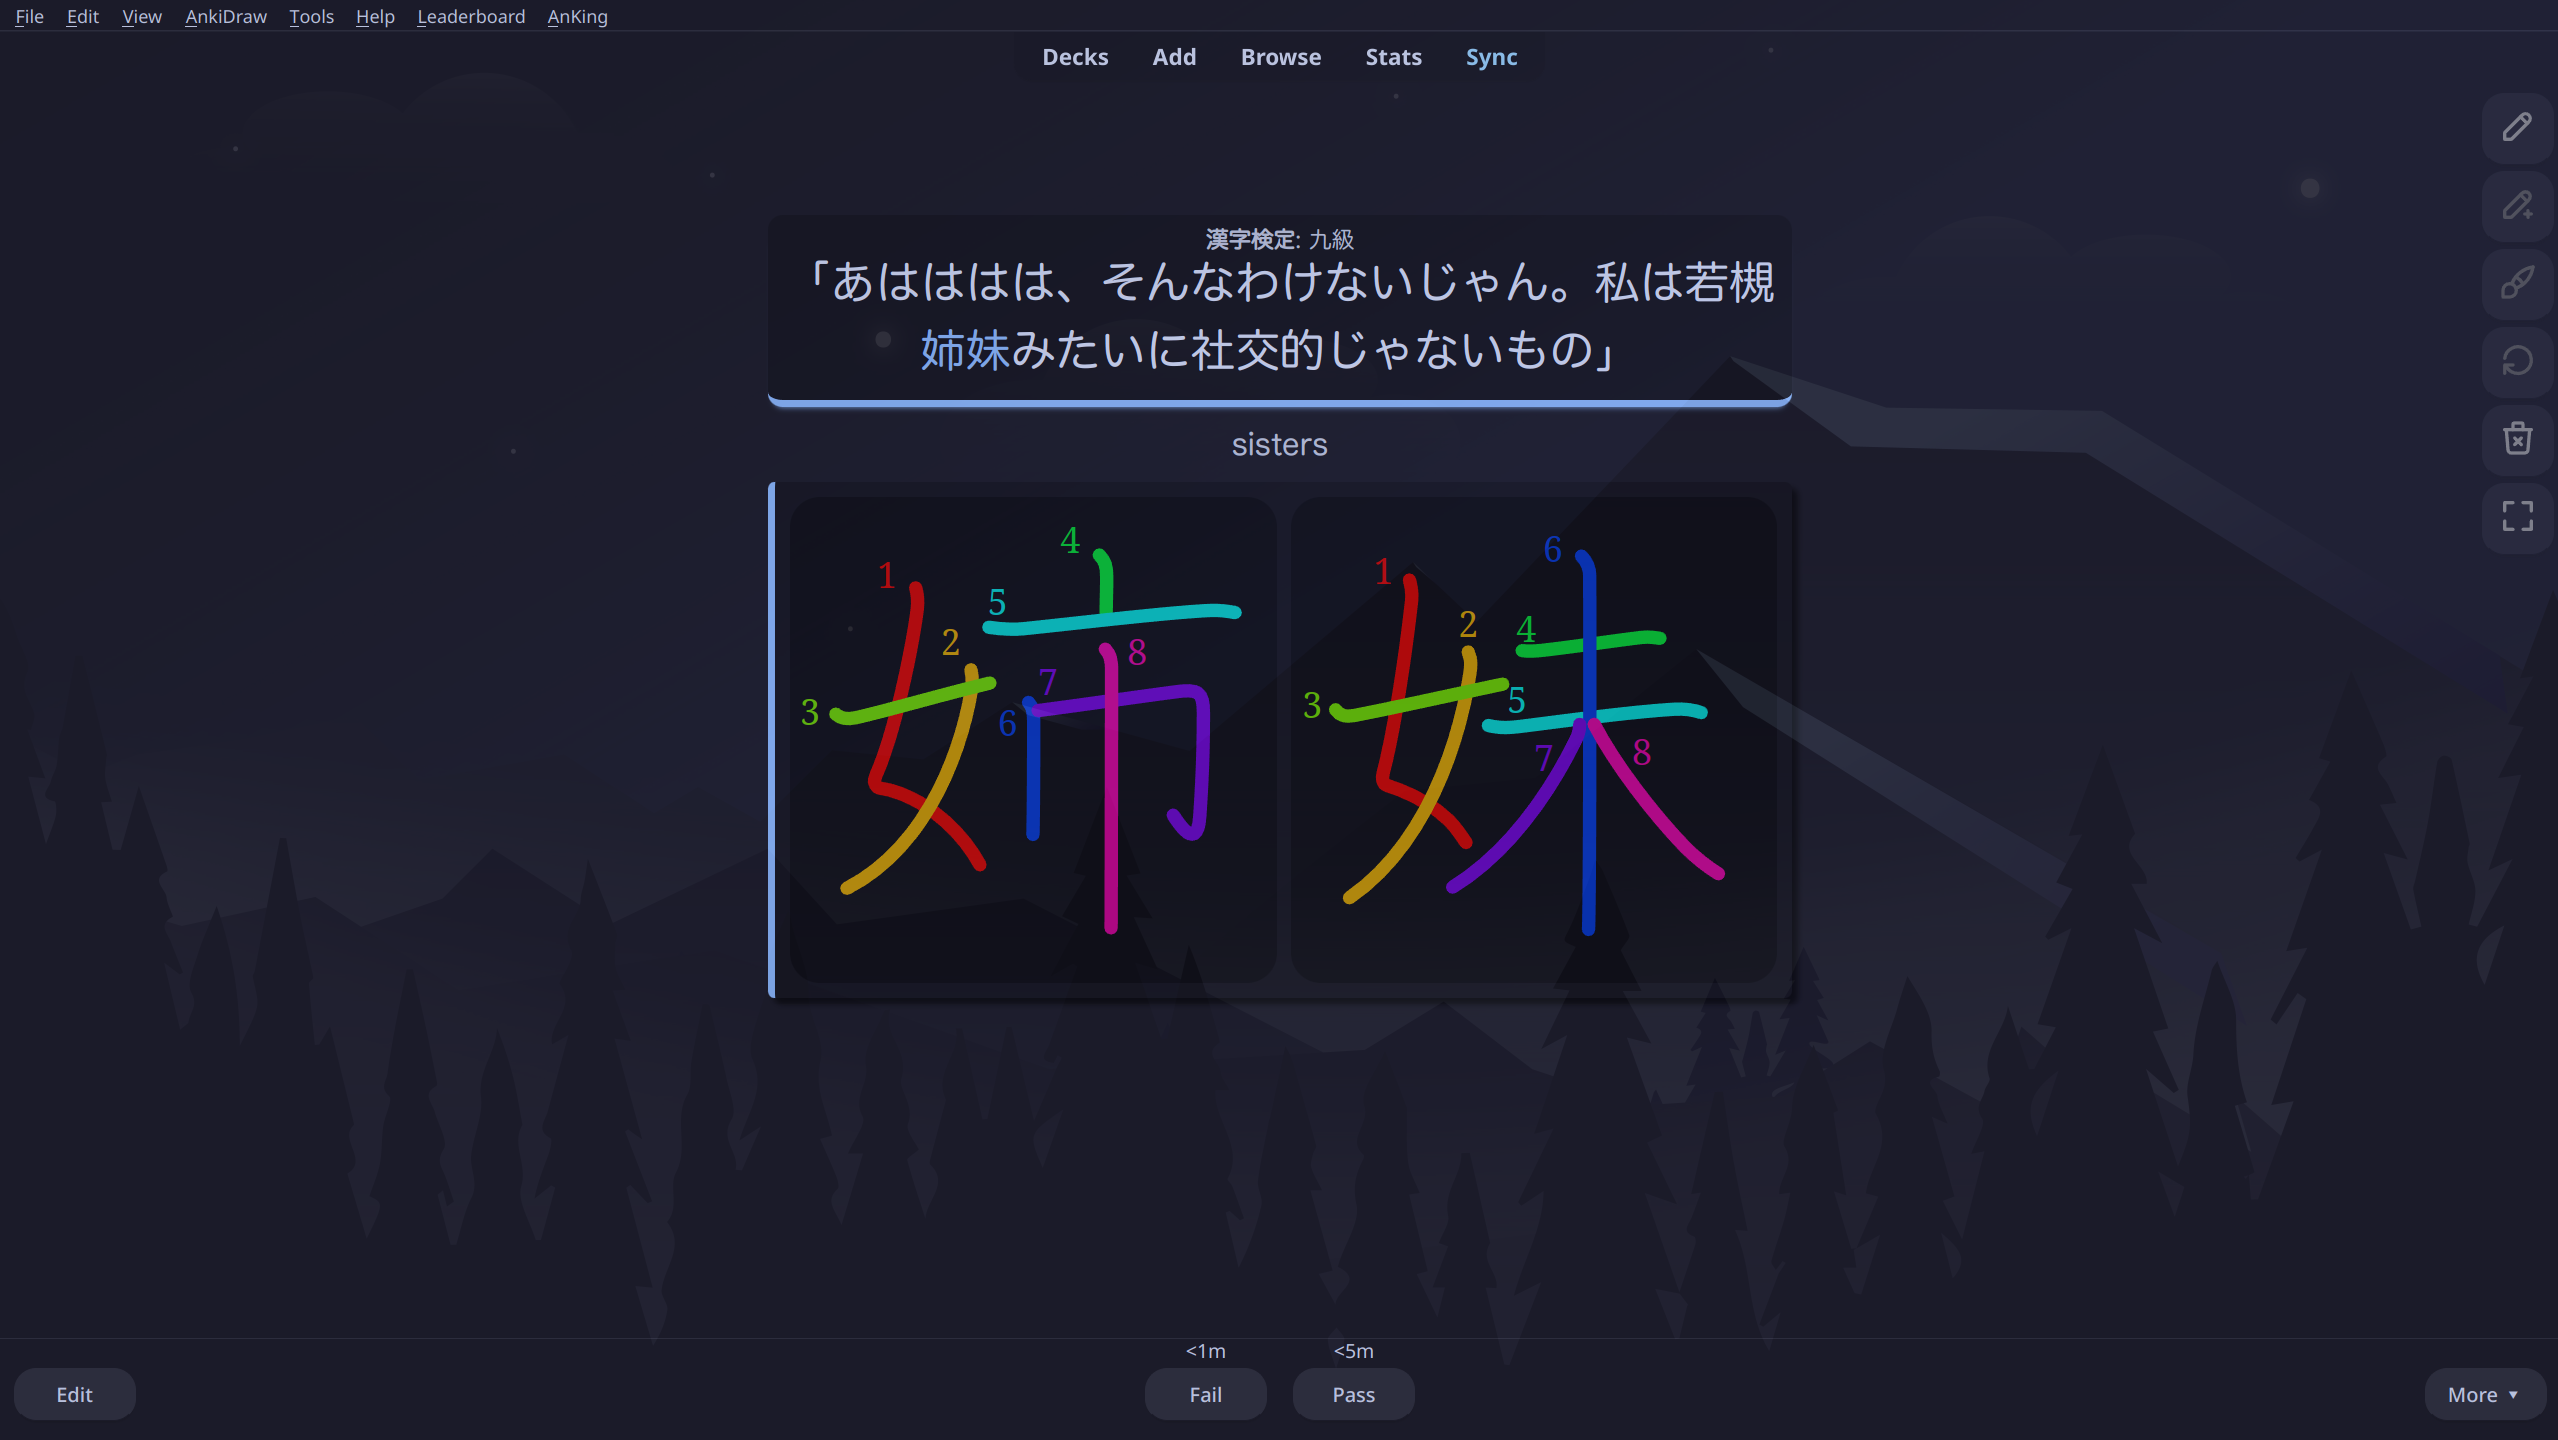 File Edit View AnkiDraw Tools Help Leaderboard AnKing
Decks Add Browse Stats Sync
漢字検定: 九級
「あはははは、そんなわけないじゃん。私は若槻
姉妹みたいに社交的じゃないもの」
sisters
1 2 3 4 5 6 7 8
1 2 3 4 5 6 7 8
<1m <5m
Edit Fail Pass More ▼